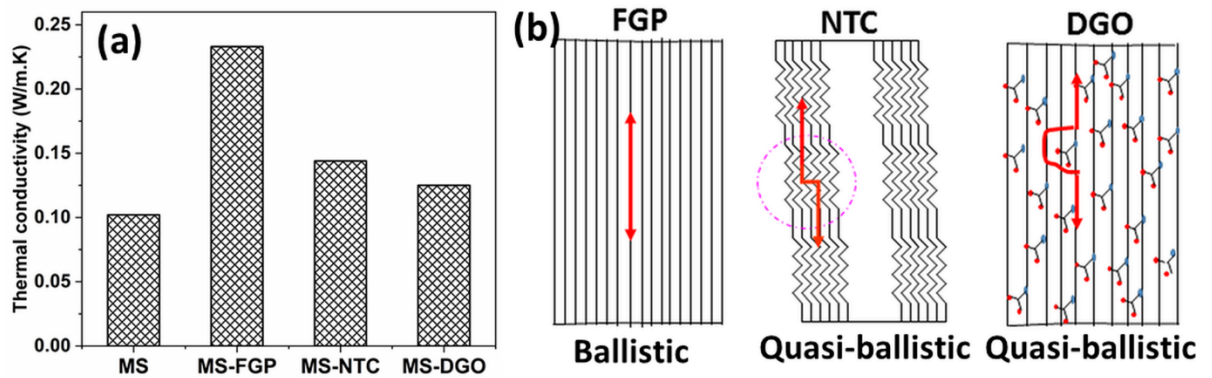 (a)
Thermal conductivity (W/m.K)
0.25
0.20
0.15
0.10
0.05
0.00
MS MS-FGP MS-NTC MS-DGO
(b)
FGP NTC DGO
Ballistic Quasi-ballistic Quasi-ballistic